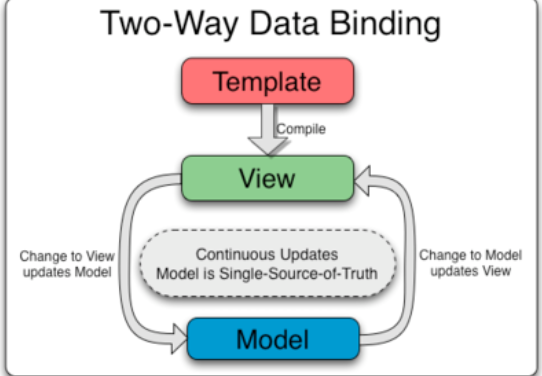 Two-Way Data Binding
Template
Compile
View
Change to View
updates Model
Continuous Updates
Model is Single-Source-of-Truth
Change to Model
updates View
Model